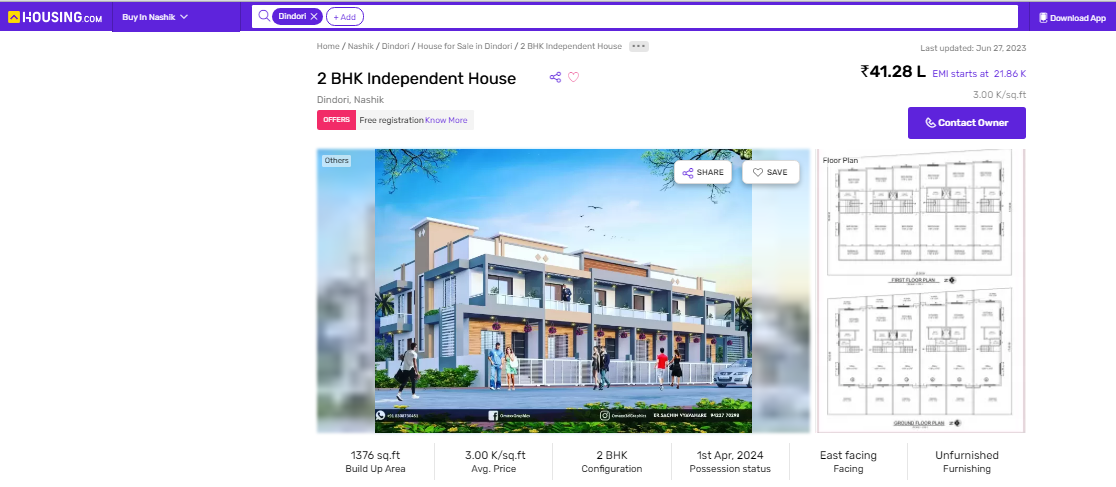 HOUSING.COM
Buy In Nashik
Dindori
+ Add
Download App
Home / Nashik / Dindori / House for Sale in Dindori / 2 BHK Independent House
Last updated: Jun 27, 2023
2 BHK Independent House
₹41.28 L EMI starts at 21.86 K
Dindori, Nashik
3.00 K/sq.ft
OFFERS Free registration Know More
Contact Owner
Others
SHARE
SAVE
Floor Plan
FIRST FLOOR PLAN
GROUND FLOOR PLAN
1376 sq.ft
Build Up Area
3.00 K/sq.ft
Avg. Price
2 BHK
Configuration
1st Apr, 2024
Possession status
East facing
Facing
Unfurnished
Furnishing